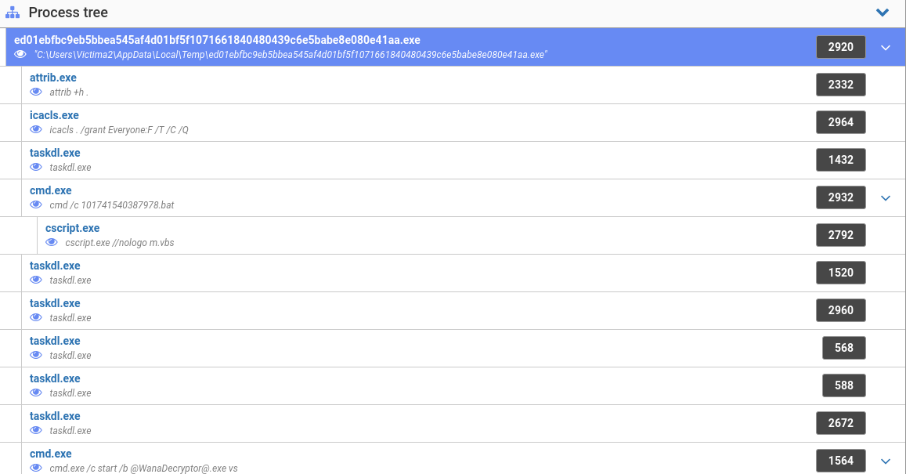 Process tree
ed01ebfbc9eb5bbea545af4d01bf5f1071661840480439c6e5babe8e080e41aa.exe
"C:\Users\Victima2\AppData\Local\Temp\ed01ebfbc9eb5bbea545af4d01bf5f1071661840480439c6e5babe8e080e41aa.exe"
2920
attrib.exe
attrib +h .
2332
icacls.exe
icacls . /grant Everyone:F /T /C /Q
2964
taskdl.exe
taskdl.exe
1432
cmd.exe
cmd /c 101741540387978.bat
2932
cscript.exe
cscript.exe //nologo m.vbs
2792
taskdl.exe
taskdl.exe
1520
taskdl.exe
taskdl.exe
2960
taskdl.exe
taskdl.exe
568
taskdl.exe
taskdl.exe
588
taskdl.exe
taskdl.exe
2672
cmd.exe
cmd.exe /c start /b @WanaDecryptor@.exe vs
1564